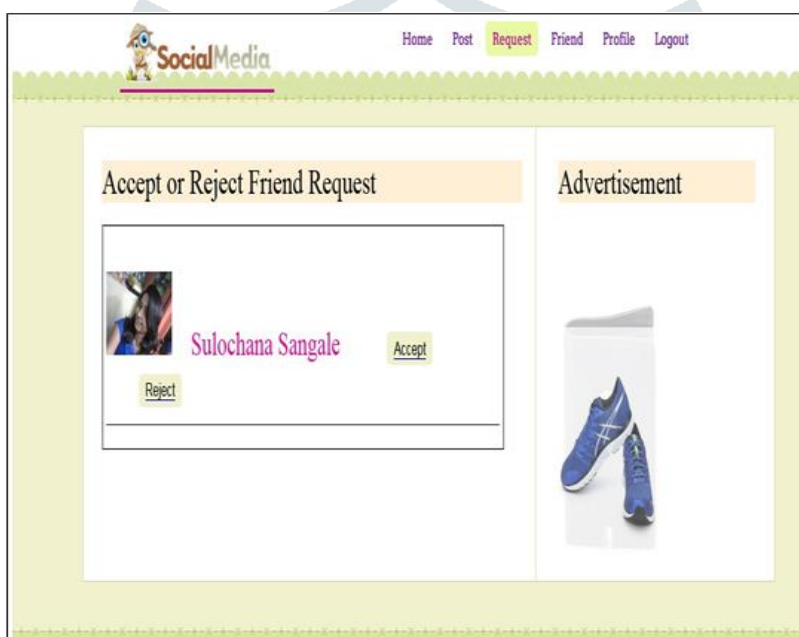 SocialMedia
Home Post Request Friend Profile Logout
Accept or Reject Friend Request
Sulochana Sangale Accept
Reject
Advertisement